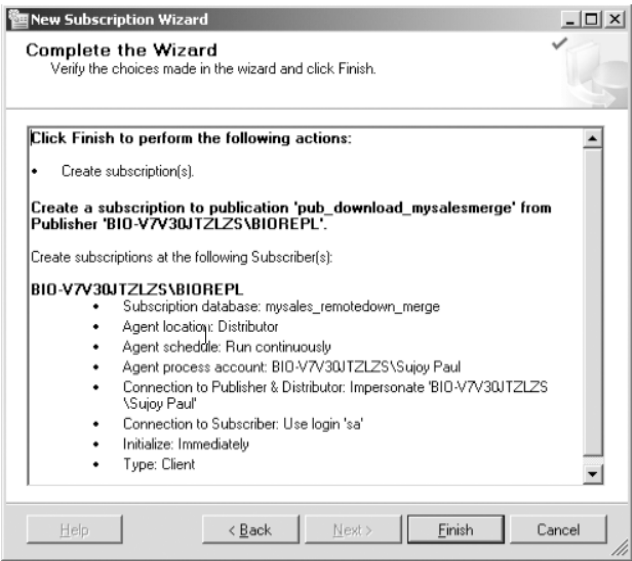 New Subscription Wizard
Complete the Wizard
Verify the choices made in the wizard and click Finish.
Click Finish to perform the following actions:
• Create subscription(s).
Create a subscription to publication 'pub_download_mysalesmerge' from
Publisher 'BIO-V7V30JTZLZS\BIOREPL'.
Create subscriptions at the following Subscriber(s):
BIO-V7V30JTZLZS\BIOREPL
• Subscription database: mysales_remotedown_merge
• Agent location: Distributor
• Agent schedule: Run continuously
• Agent process account: BIO-V7V30JTZLZS\Sujoy Paul
• Connection to Publisher & Distributor: Impersonate 'BIO-V7V30JTZLZS
\Sujoy Paul'
• Connection to Subscriber: Use login 'sa'
• Initialize: Immediately
• Type: Client
Help < Back Next > Finish Cancel